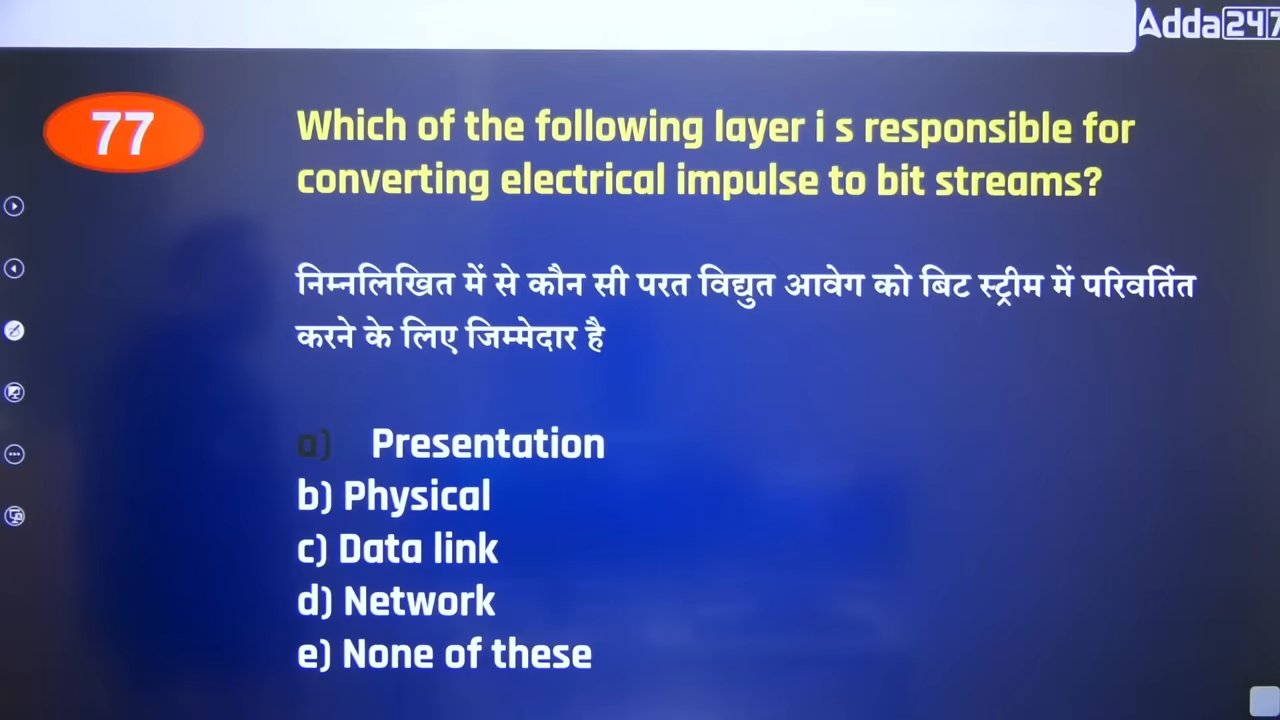 Adda247
77
Which of the following layer i s responsible for
converting electrical impulse to bit streams?
निम्नलिखित में से कौन सी परत विद्युत आवेग को बिट स्ट्रीम में परिवर्तित
करने के लिए जिम्मेदार है
a) Presentation
b) Physical
c) Data link
d) Network
e) None of these